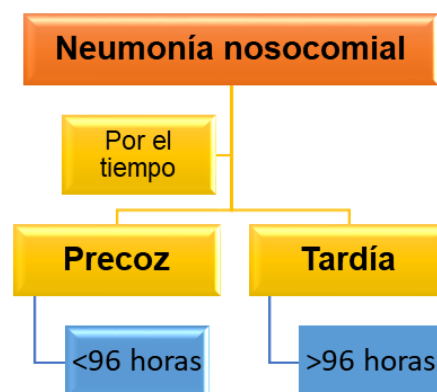 Neumonía nosocomial
Por el
tiempo
Precoz
Tardía
<96 horas
>96 horas